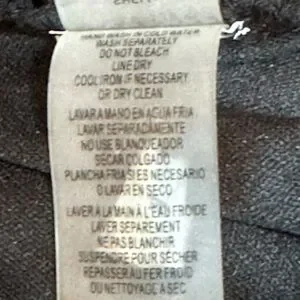 HAND WASH IN COLD WATER
WASH SEPARATELY
DO NOT BLEACH
LINE DRY
COOL IRON IF NECESSARY
OR DRY CLEAN
LAVAR A MANO EN AGUA FRIA
LAVAR SEPARADAMENTE
NO USE BLANQUEADOR
SECAR COLGADO
PLANCHA FRIA SI ES NECESARIO
O LAVAR EN SECO
LAVER A LA MAIN À L'EAU FROIDE
LAVER SEPAREMENT
NE PAS BLANCHIR
SUSPENDRE POUR SÉCHER
REPASSER AU FER FROID
OU NETTOYAGE A SEC